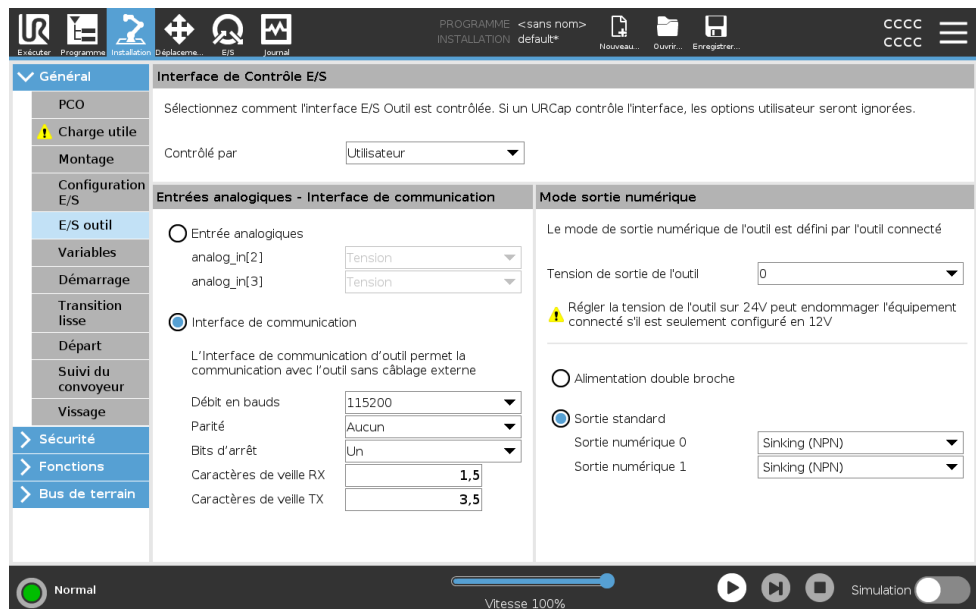 PROGRAMME <sans nom>
INSTALLATION default*
UR
Exécuter Programme Installation Déplaceme... E/S Journal
Nouveau... Ouvrir... Enregistrer...
CCCC
CCCC
Général
PCO
Charge utile
Montage
Configuration
E/S
E/S outil
Variables
Démarrage
Transition
lisse
Départ
Suivi du
convoyeur
Vissage
Sécurité
Fonctions
Bus de terrain
Interface de Contrôle E/S
Sélectionnez comment l'interface E/S Outil est contrôlée. Si un URCap contrôle l'interface, les options utilisateur seront ignorées.
Contrôlé par Utilisateur
Entrées analogiques - Interface de communication
Entrée analogiques
analog_in[2] Tension
analog_in[3] Tension
Interface de communication
L'Interface de communication d'outil permet la
communication avec l'outil sans câblage externe
Débit en bauds 115200
Parité Aucun
Bits d'arrêt Un
Caractères de veille RX 1,5
Caractères de veille TX 3,5
Mode sortie numérique
Le mode de sortie numérique de l'outil est défini par l'outil connecté
Tension de sortie de l'outil 0
Régler la tension de l'outil sur 24V peut endommager l'équipement
connecté s'il est seulement configuré en 12V
Alimentation double broche
Sortie standard
Sortie numérique 0 Sinking (NPN)
Sortie numérique 1 Sinking (NPN)
Normal
Vitesse 100%
Simulation